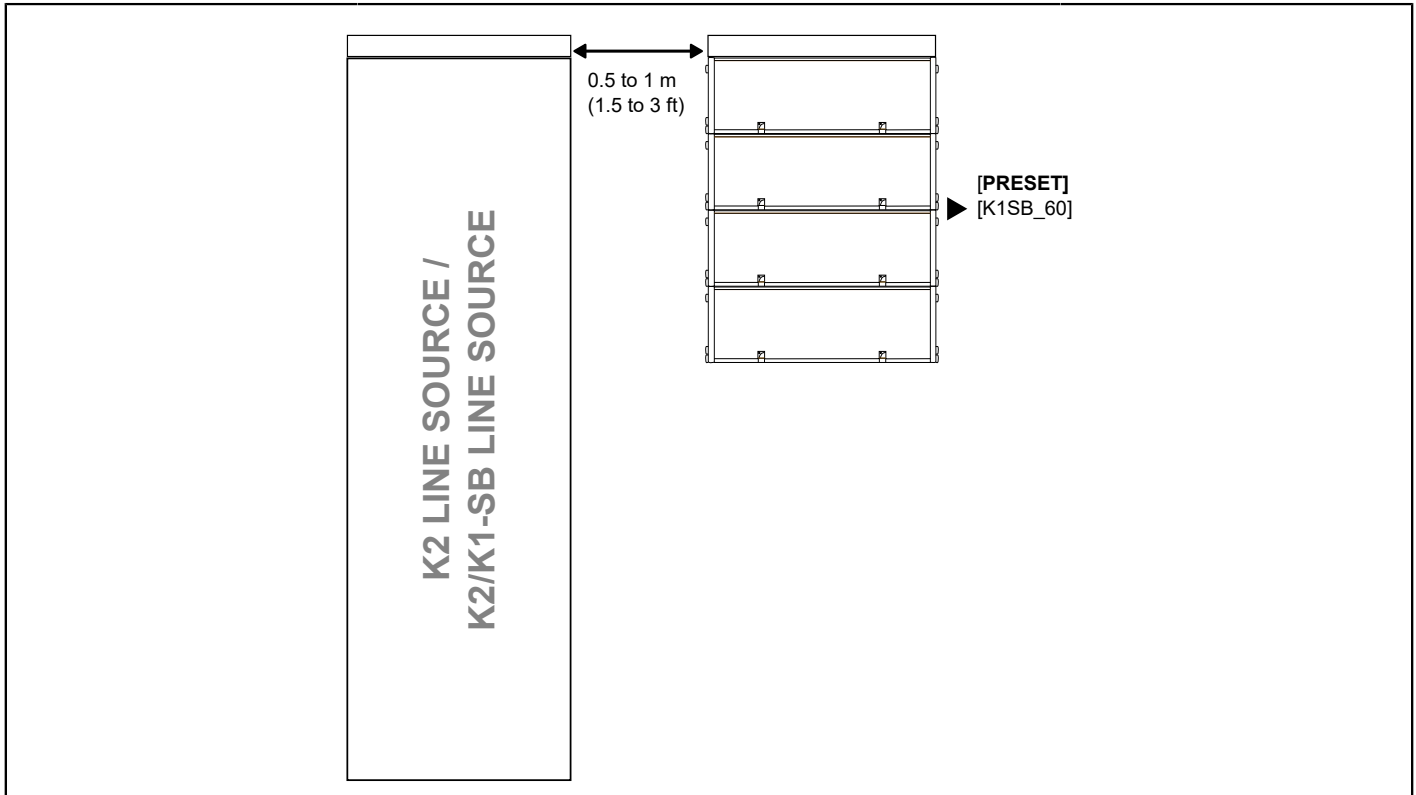 0.5 to 1 m
(1.5 to 3 ft)
[PRESET]
[K1SB_60]
K2 LINE SOURCE /
K2/K1-SB LINE SOURCE